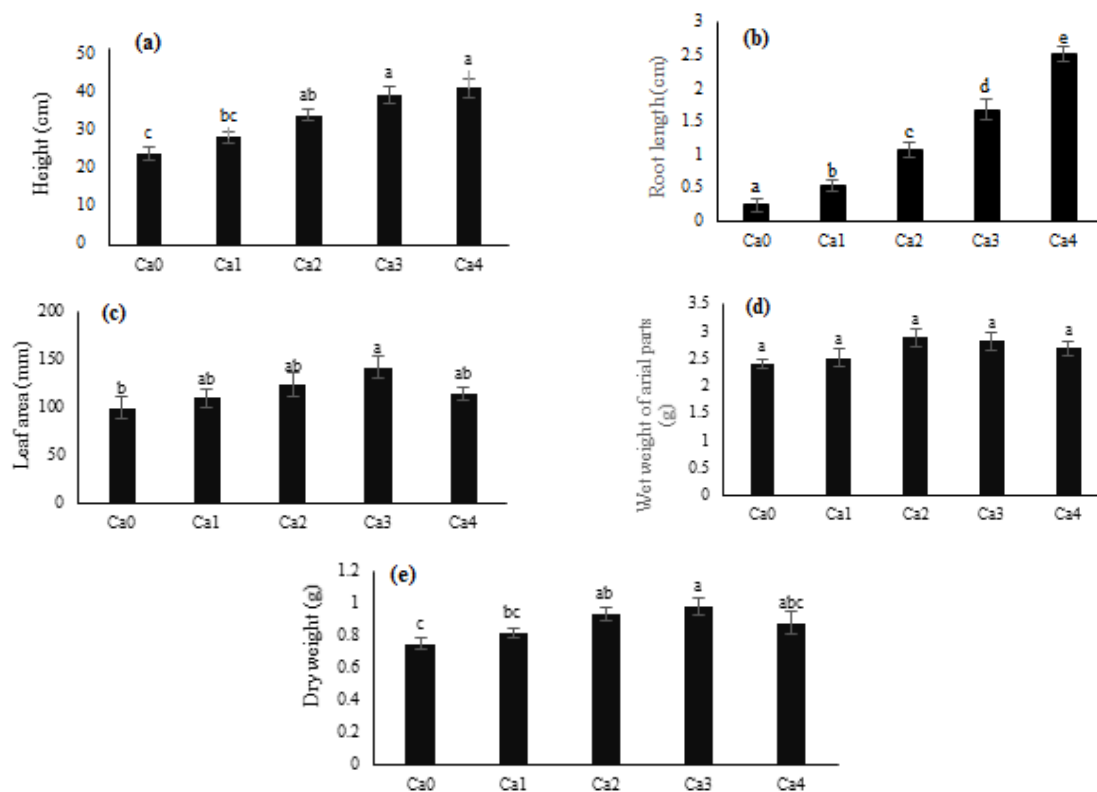 (a)
Height (cm)
50
40
30
20
10
0
c
bc
ab
a
a
Ca0 Ca1 Ca2 Ca3 Ca4
(b)
Root length (cm)
3
2.5
2
1.5
1
0.5
0
a
b
c
d
e
Ca0 Ca1 Ca2 Ca3 Ca4
(c)
Leaf area (mm)
200
150
100
50
0
b
ab
ab
a
ab
Ca0 Ca1 Ca2 Ca3 Ca4
(d)
Wet weight of arial parts
(g)
3.5
3
2.5
2
1.5
1
0.5
0
a
a
a
a
a
Ca0 Ca1 Ca2 Ca3 Ca4
(e)
Dry weight (g)
1.2
1
0.8
0.6
0.4
0.2
0
c
bc
ab
a
abc
Ca0 Ca1 Ca2 Ca3 Ca4